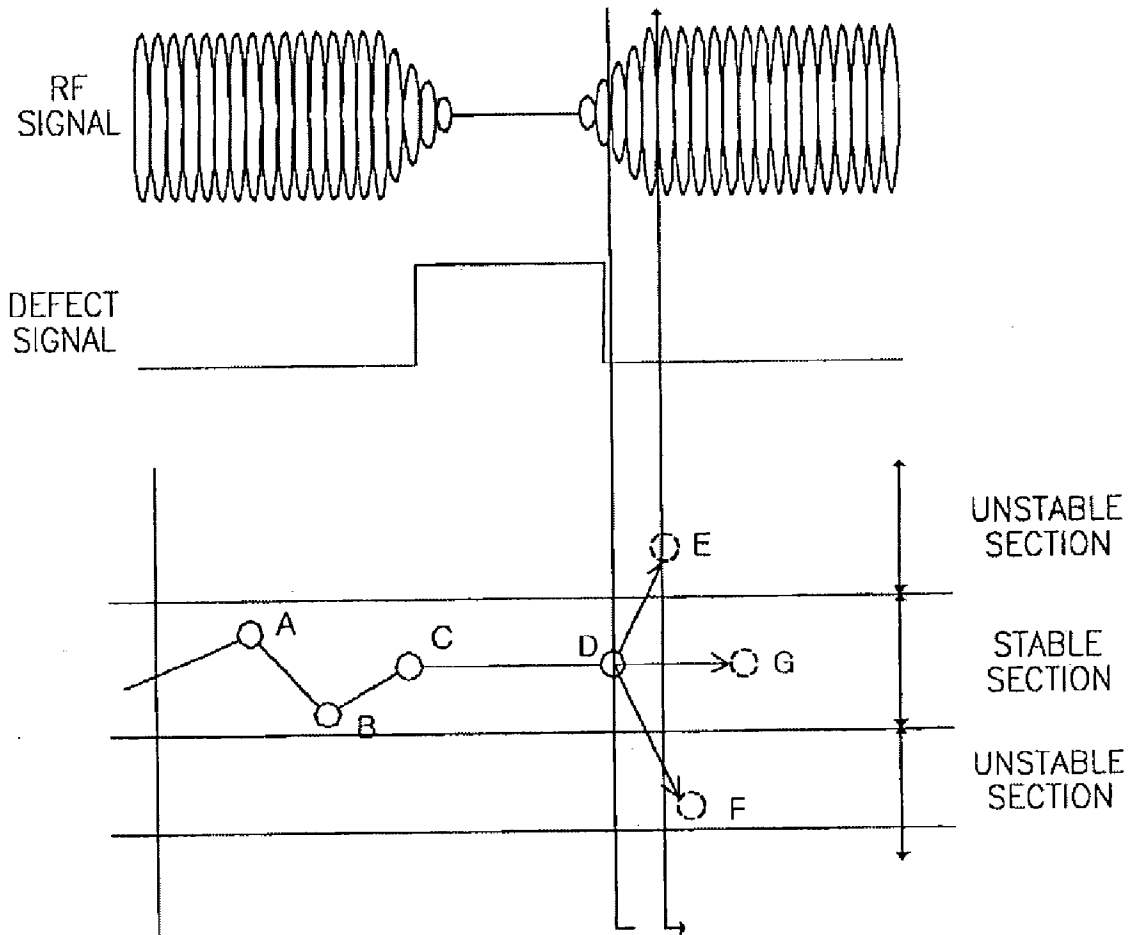 RF
SIGNAL
DEFECT
SIGNAL
UNSTABLE
SECTION
E
A
C
D
G
STABLE
SECTION
B
UNSTABLE
SECTION
F